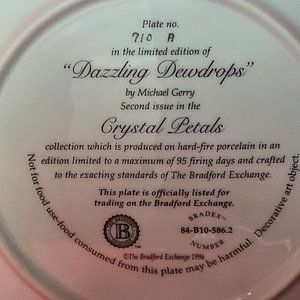 Plate no.
710 A
in the limited edition of
"Dazzling Dewdrops"
by Michael Gerry
Second issue in the
Crystal Petals
collection which is produced on hard-fire porcelain in an
edition limited to a maximum of 95 firing days and crafted
to the exacting standards of The Bradford Exchange.
This plate is officially listed for
trading on the Bradford Exchange.
B
BRADEX™
84-B10-586.2
NUMBER
©The Bradford Exchange 1996
Not for food use-food consumed from this plate may be harmful. Decorative art object.